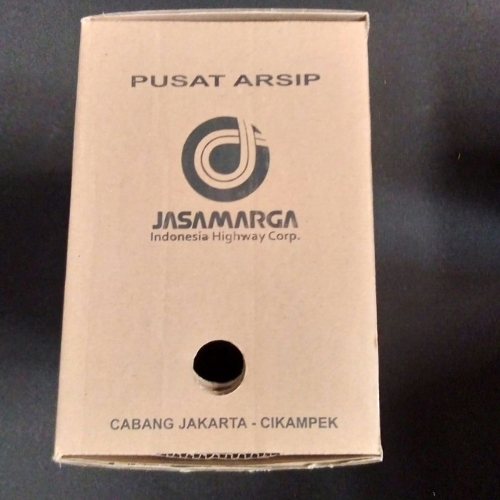 PUSAT ARSIP
JASAMARGA
Indonesia Highway Corp.
CABANG JAKARTA - CIKAMPEK